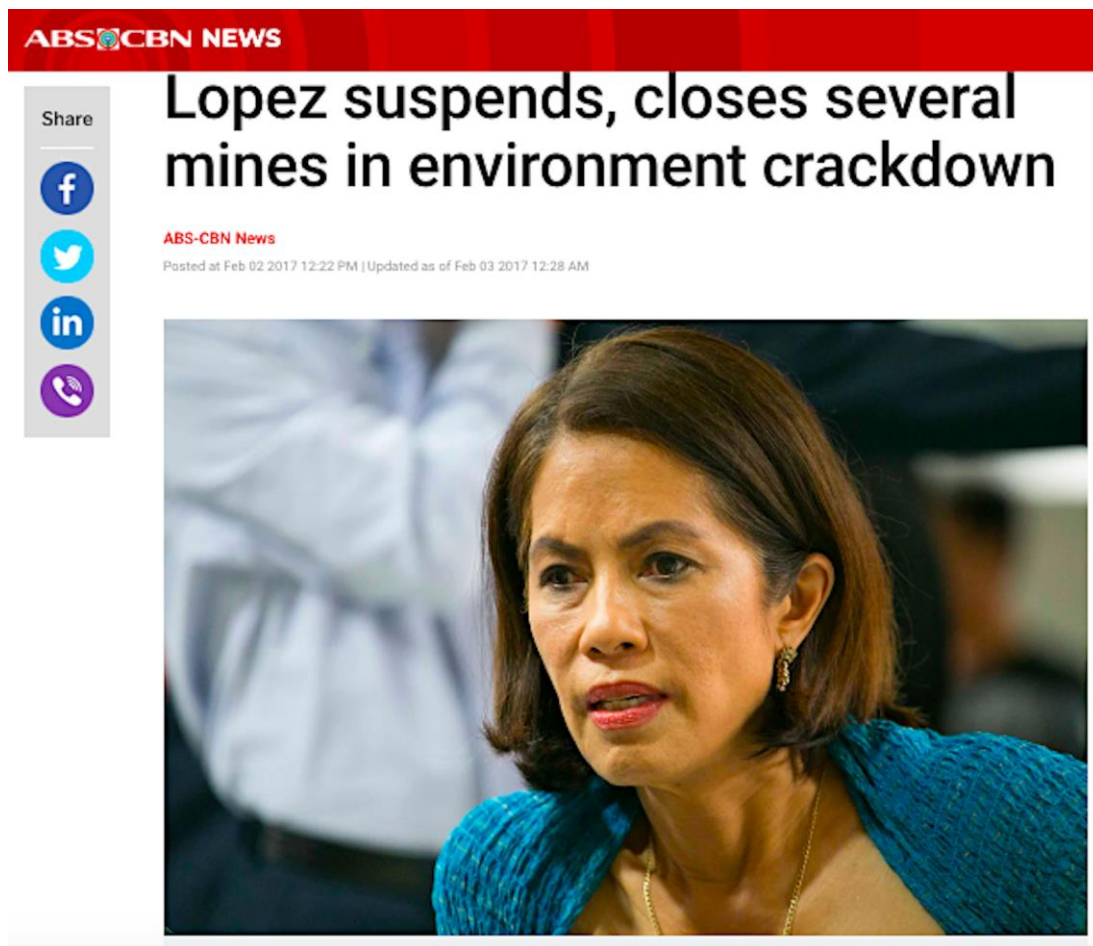 ABS CBN NEWS
Share
Lopez suspends, closes several
mines in environment crackdown
ABS-CBN News
Posted at Feb 02 2017 12:22 PM | Updated as of Feb 03 2017 12:28 AM
f
in